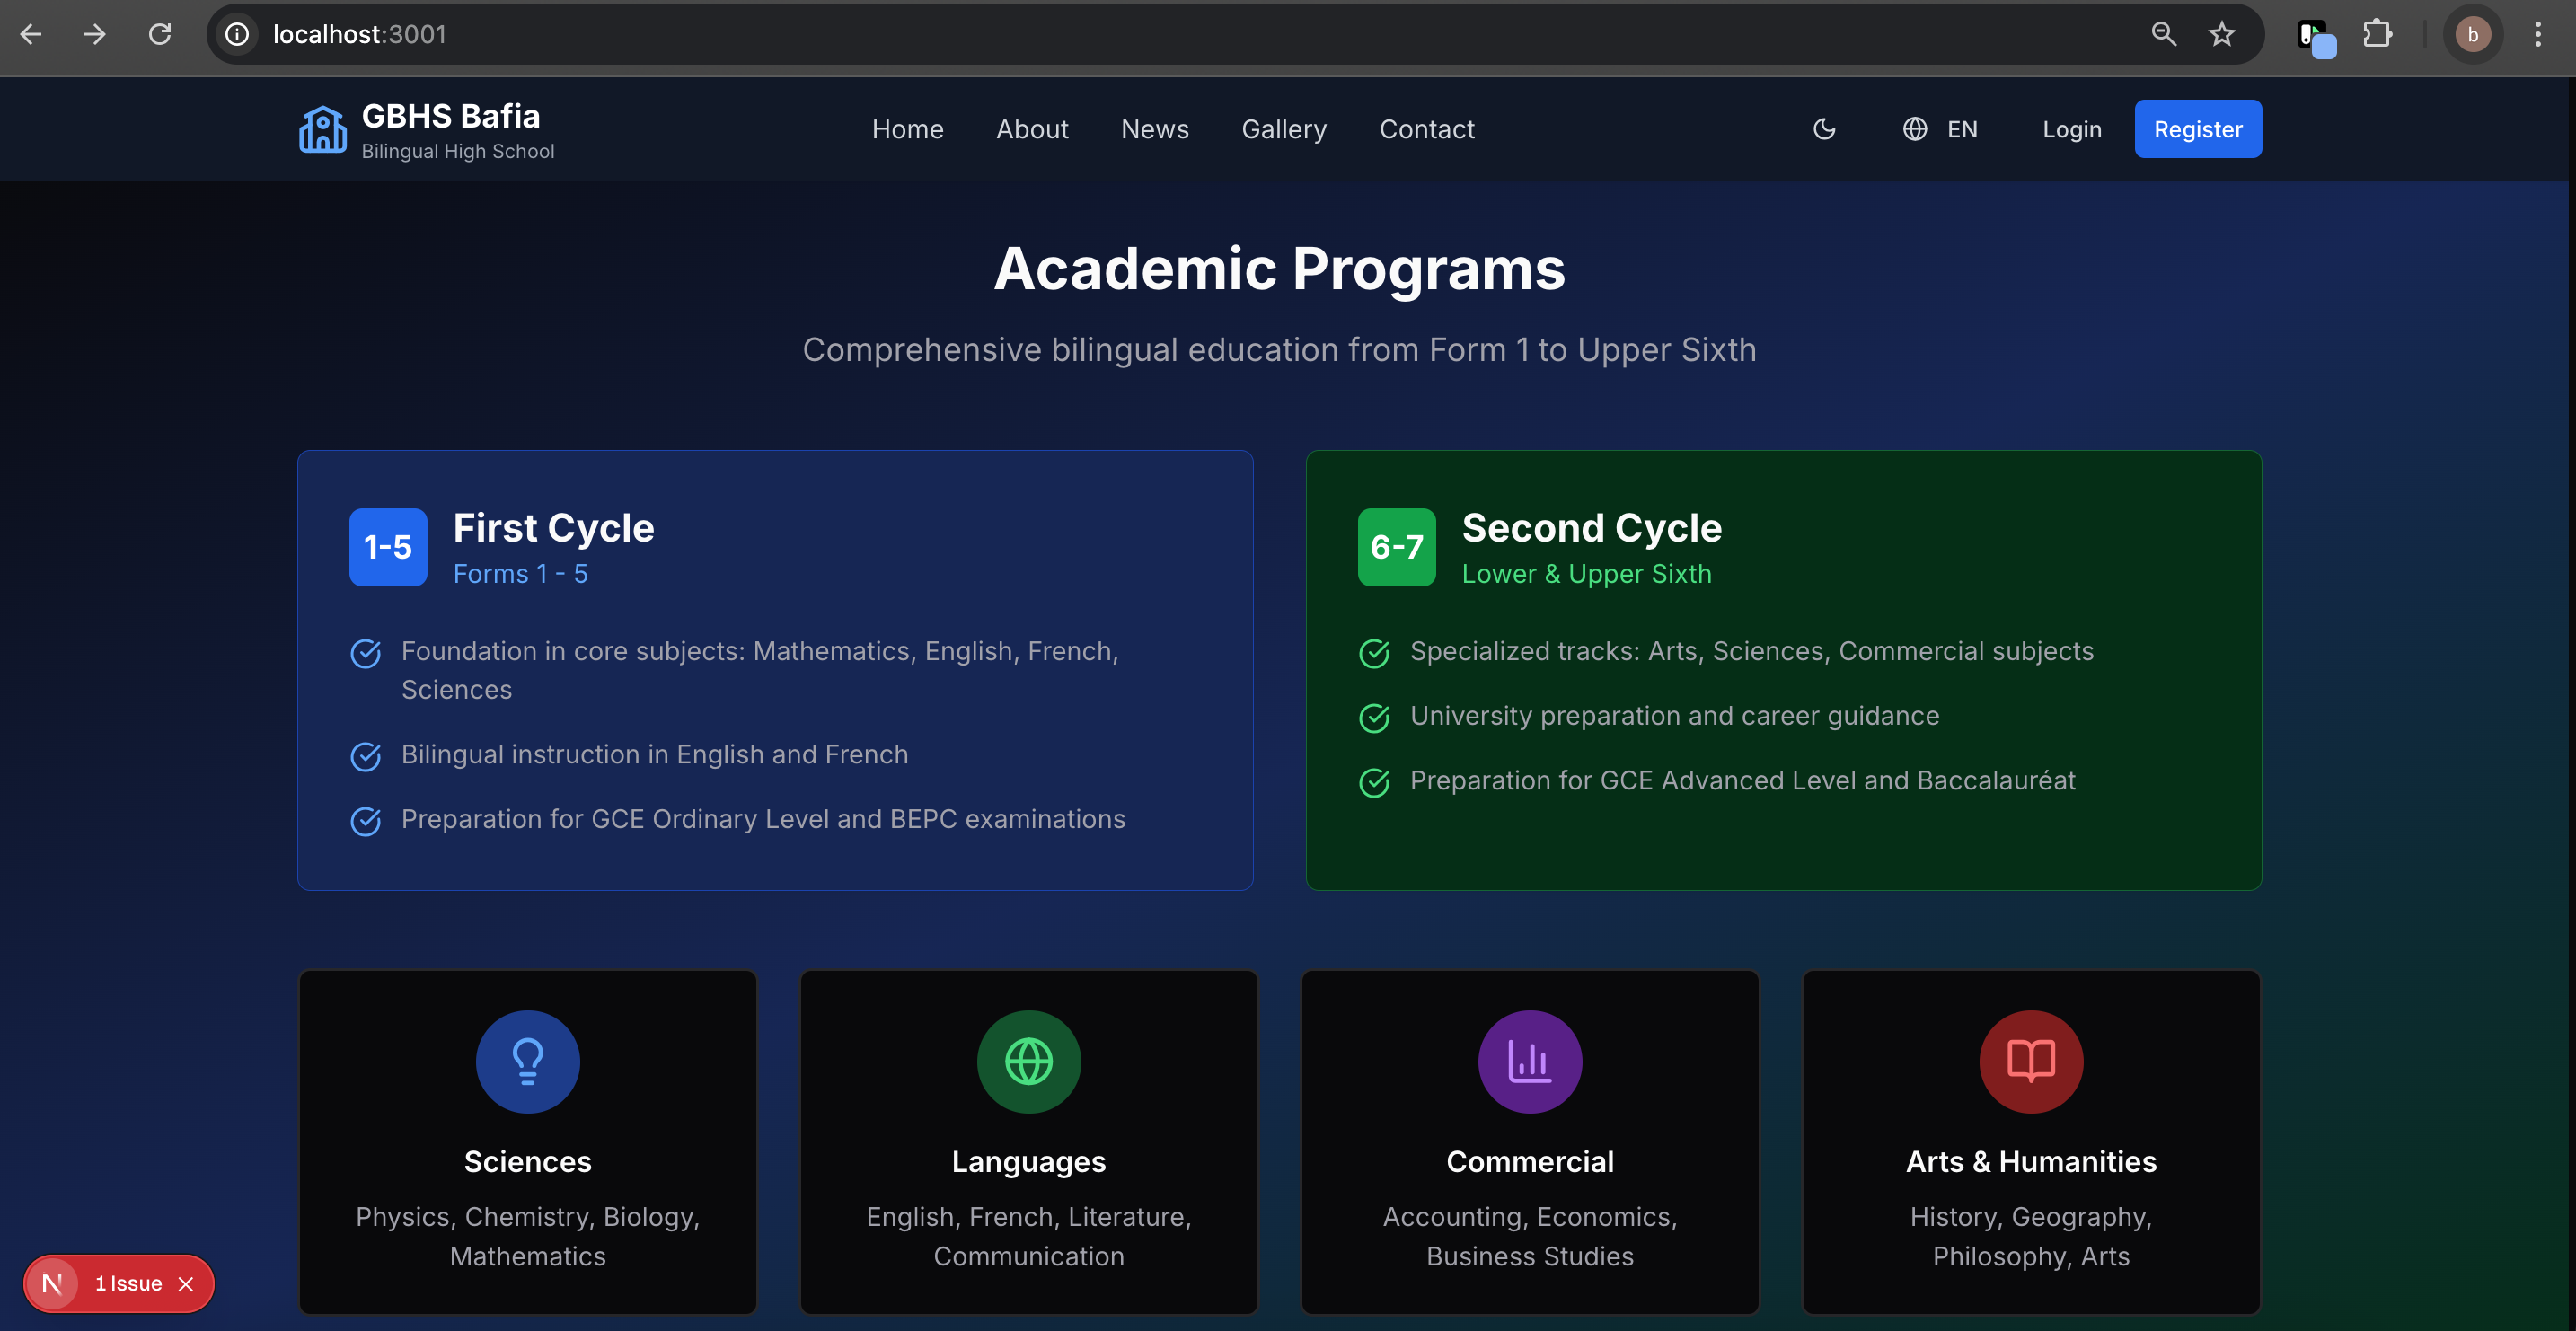 localhost:3001
b
GBHS Bafia
Bilingual High School
Home
About
News
Gallery
Contact
EN
Login
Register
Academic Programs
Comprehensive bilingual education from Form 1 to Upper Sixth
1-5
First Cycle
Forms 1 - 5
Foundation in core subjects: Mathematics, English, French,
Sciences
Bilingual instruction in English and French
Preparation for GCE Ordinary Level and BEPC examinations
6-7
Second Cycle
Lower & Upper Sixth
Specialized tracks: Arts, Sciences, Commercial subjects
University preparation and career guidance
Preparation for GCE Advanced Level and Baccalauréat
Sciences
Physics, Chemistry, Biology,
Mathematics
Languages
English, French, Literature,
Communication
Commercial
Accounting, Economics,
Business Studies
Arts & Humanities
History, Geography,
Philosophy, Arts
N
1 Issue